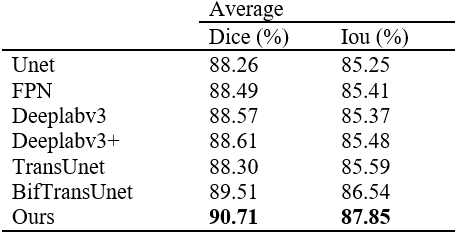 Average
Dice (%) Iou (%)
Unet 88.26 85.25
FPN 88.49 85.41
Deeplabv3 88.57 85.37
Deeplabv3+ 88.61 85.48
TransUnet 88.30 85.59
BifTransUnet 89.51 86.54
Ours 90.71 87.85